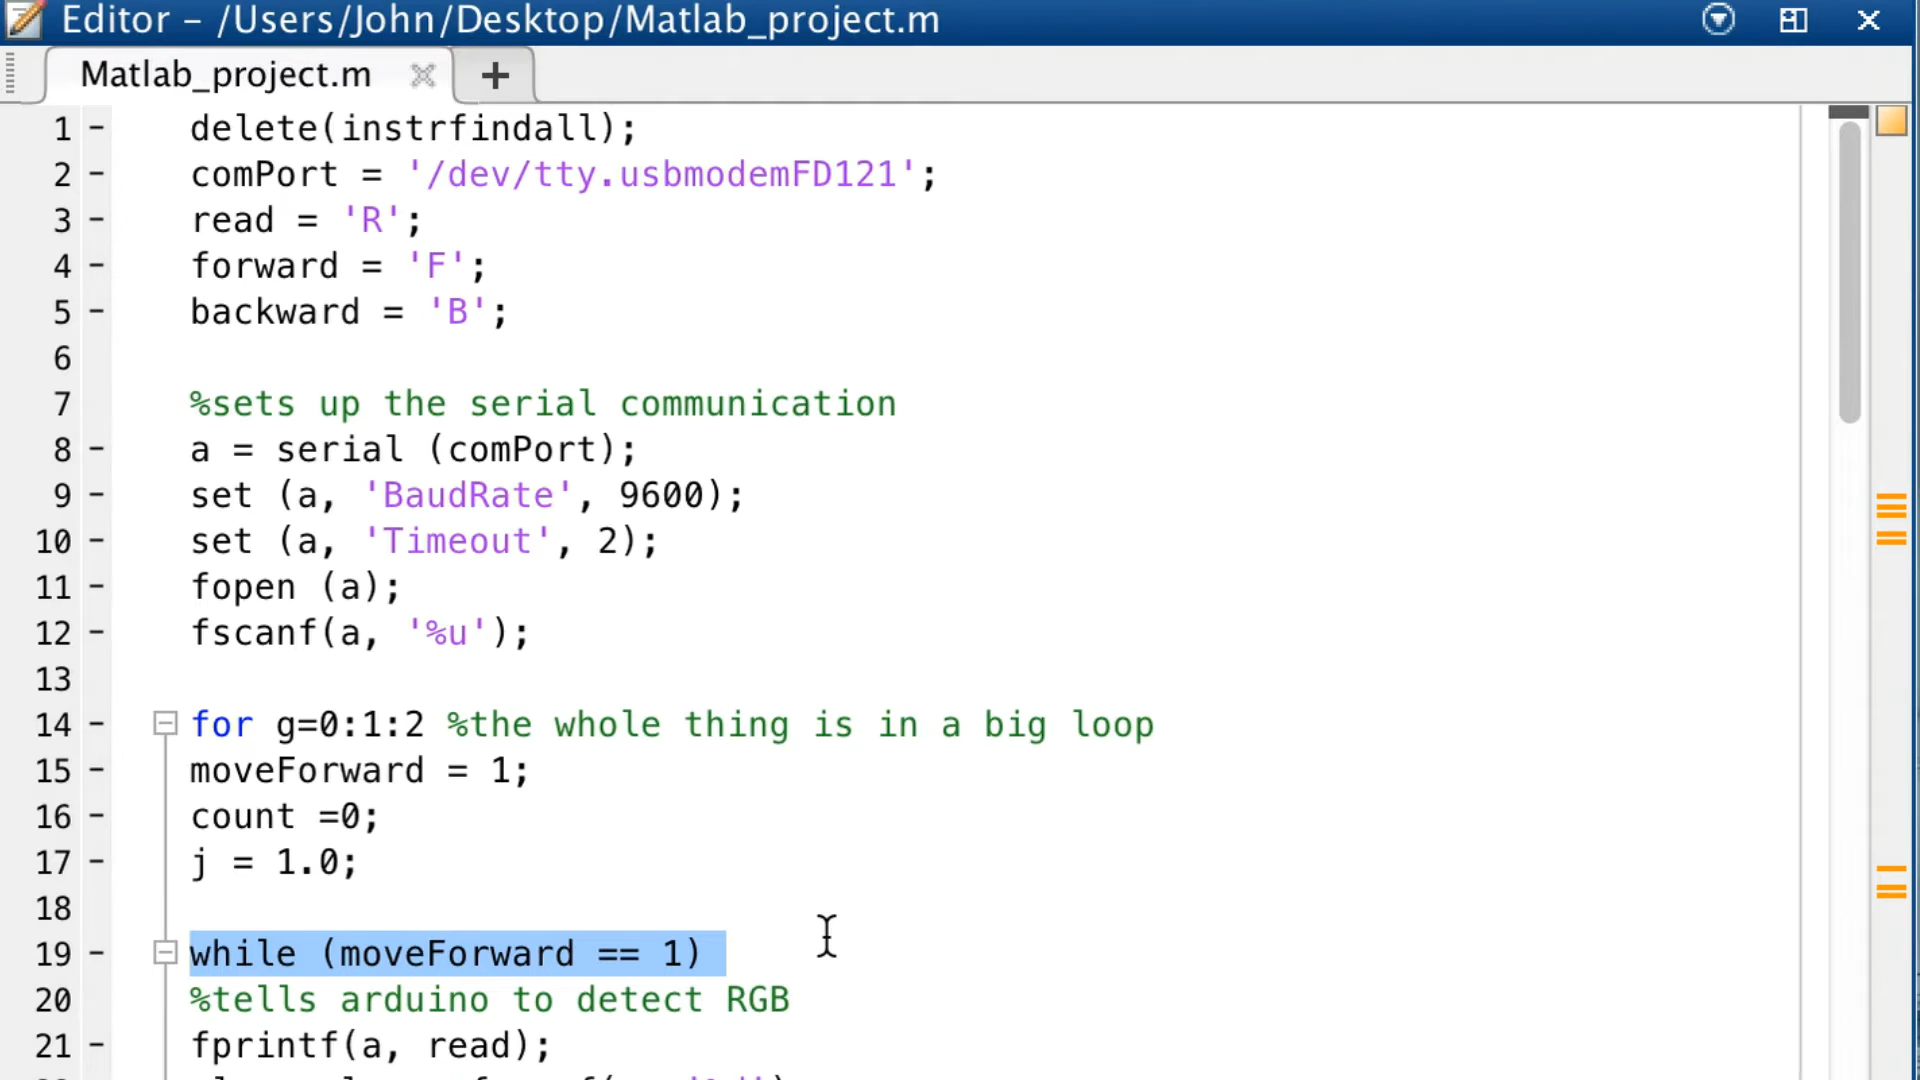 Editor – /Users/John/Desktop/Matlab_project.m
Matlab_project.m
1 – delete(instrfindall);
2 – comPort = '/dev/tty.usbmodemFD121';
3 – read = 'R';
4 – forward = 'F';
5 – backward = 'B';
6
7 %sets up the serial communication
8 – a = serial (comPort);
9 – set (a, 'BaudRate', 9600);
10 – set (a, 'Timeout', 2);
11 – fopen (a);
12 – fscanf(a, '%u');
13
14 – for g=0:1:2 %the whole thing is in a big loop
15 – moveForward = 1;
16 – count =0;
17 – j = 1.0;
18
19 – while (moveForward == 1)
20 %tells arduino to detect RGB
21 – fprintf(a, read);